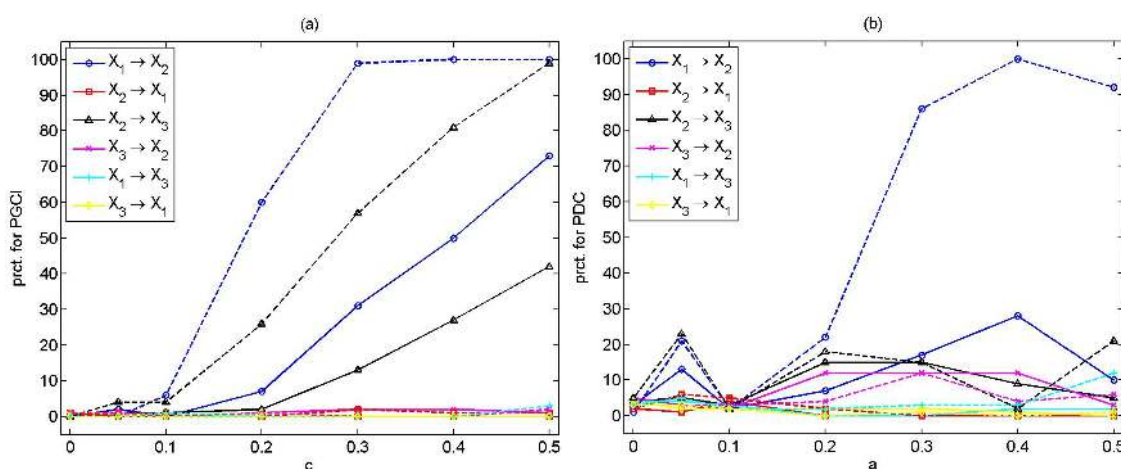 (a)
prct. for PGCI
100
90
80
70
60
50
40
30
20
10
0
X₁ → X₂
X₂ → X₁
X₂ → X₃
X₃ → X₂
X₁ → X₃
X₃ → X₁
0 0.1 0.2 0.3 0.4 0.5
c
(b)
prct. for PDC
100
90
80
70
60
50
40
30
20
10
0
X₁ → X₂
X₂ → X₁
X₂ → X₃
X₃ → X₂
X₁ → X₃
X₃ → X₁
0 0.1 0.2 0.3 0.4 0.5
a